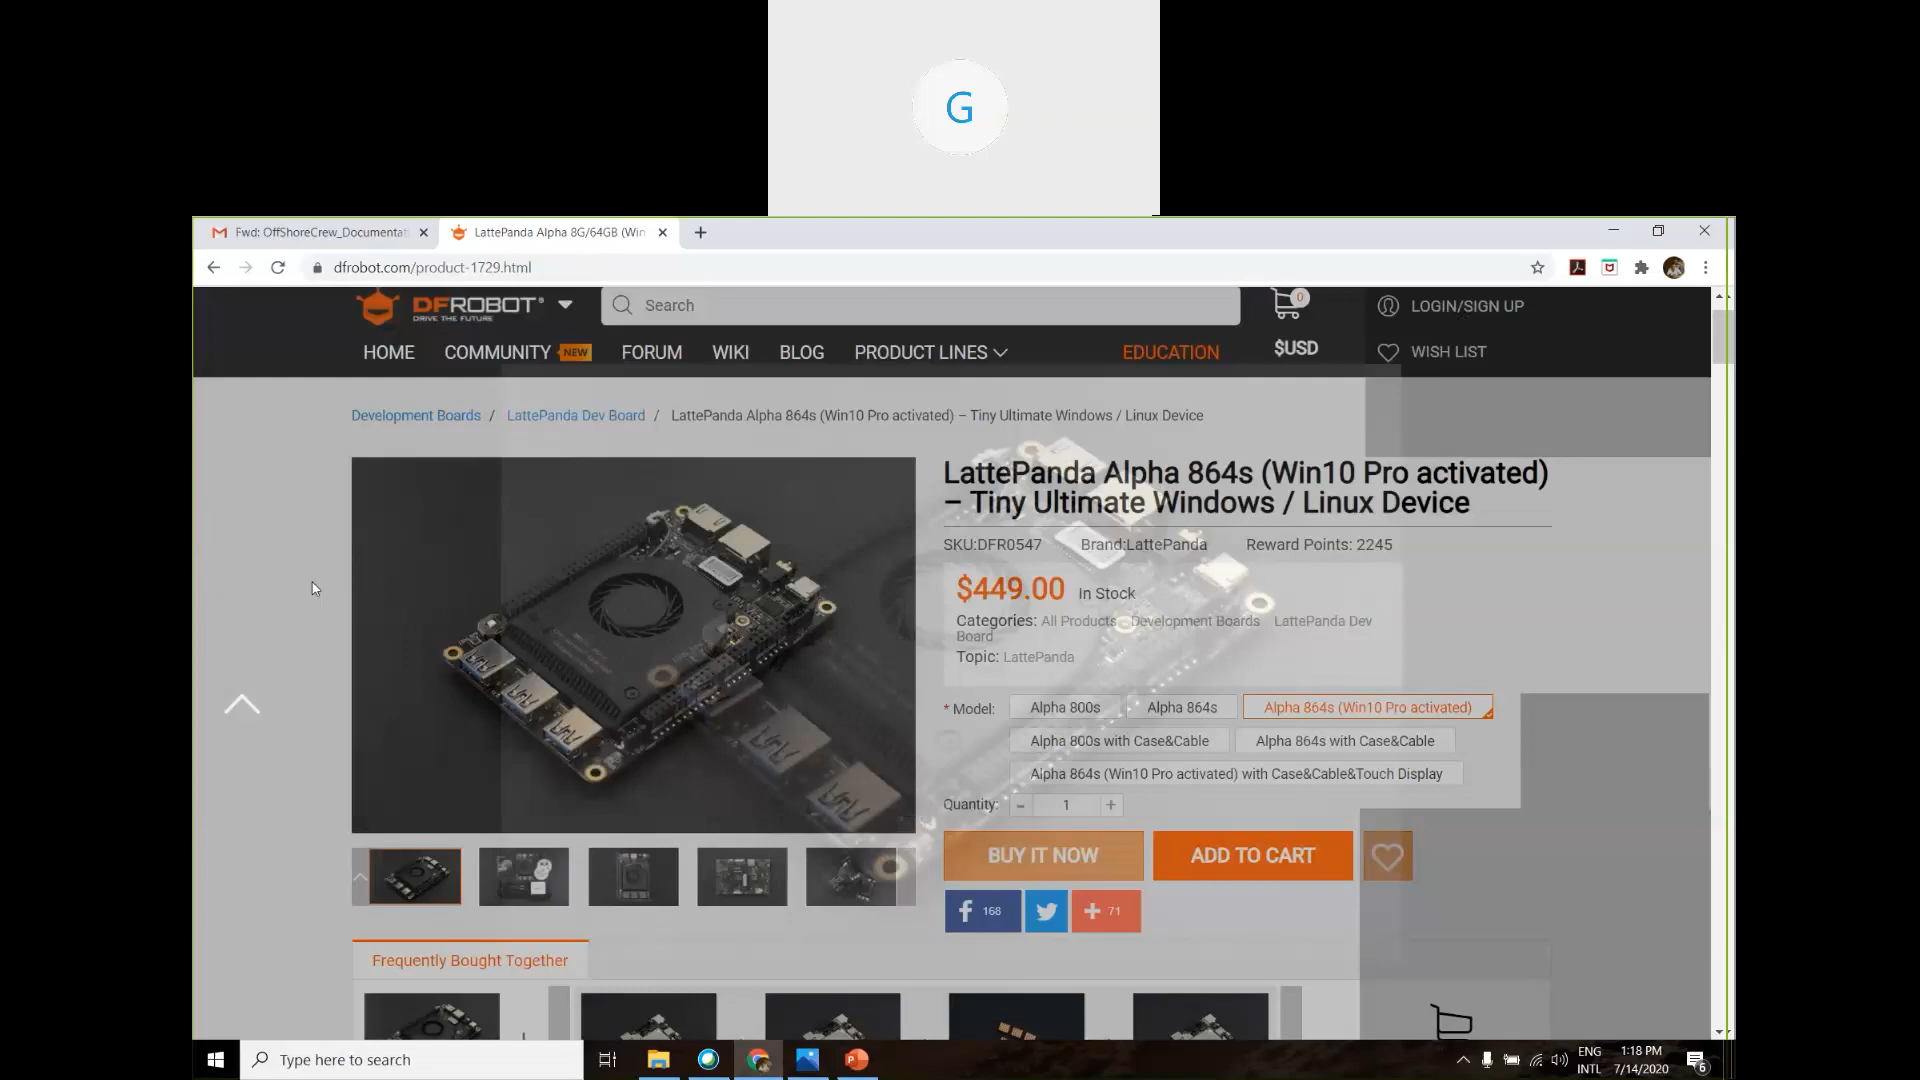 G
Fwd: OffShoreCrew_Documenta
LattePanda Alpha 8G/64GB (Win
dfrobot.com/product-1729.html
DFROBOT
DRIVE THE FUTURE
Search
0
LOGIN/SIGN UP
HOME
COMMUNITY NEW
FORUM
WIKI
BLOG
PRODUCT LINES
EDUCATION
$USD
WISH LIST
Development Boards / LattePanda Dev Board / LattePanda Alpha 864s (Win10 Pro activated) – Tiny Ultimate Windows / Linux Device
LattePanda Alpha 864s (Win10 Pro activated)
– Tiny Ultimate Windows / Linux Device
SKU:DFR0547 Brand:LattePanda Reward Points: 2245
$449.00 In Stock
Categories: All Products Development Boards LattePanda Dev
Board
Topic: LattePanda
* Model: Alpha 800s Alpha 864s Alpha 864s (Win10 Pro activated)
Alpha 800s with Case&Cable Alpha 864s with Case&Cable
Alpha 864s (Win10 Pro activated) with Case&Cable&Touch Display
Quantity: - 1 +
BUY IT NOW ADD TO CART
168
71
Frequently Bought Together
Type here to search
ENG
INTL
1:18 PM
7/14/2020
6